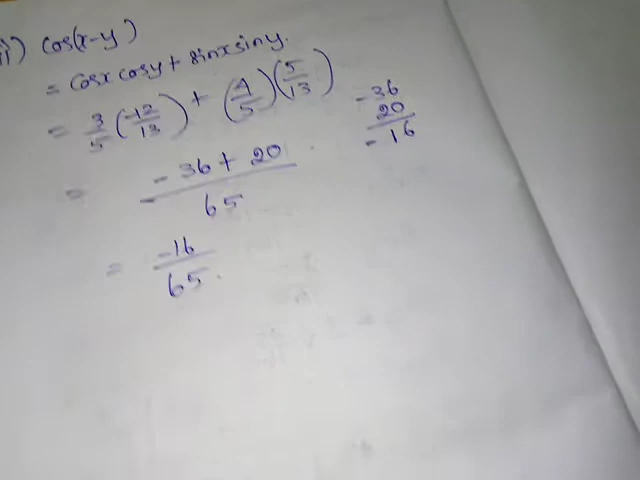 ii) cos(x-y)
= cosx cosy + sinx siny.
= 3/5 (-12/13) + (4/5)(5/13)
= -36 + 20 / 65
= -16/65.
-36
20
-16